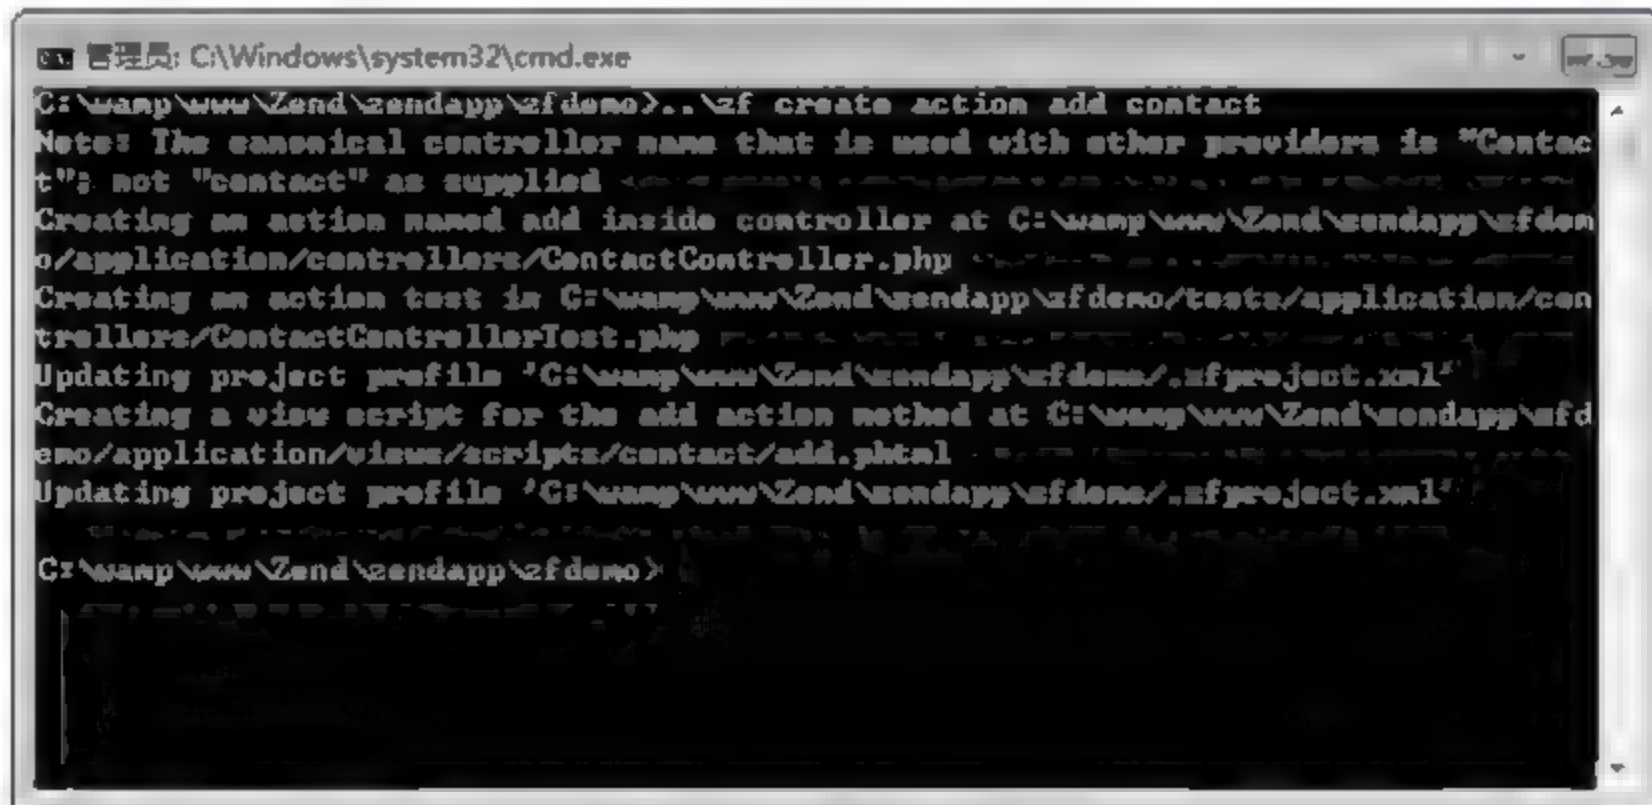 管理员: C:\Windows\system32\cmd.exe
C:\wamp\www\Zend\zendapp\zfdemo>..\zf create action add contact
Note: The canonical controller name that is used with other providers is "Contac
t"; not "contact" as supplied
Creating an action named add inside controller at C:\wamp\www\Zend\zendapp\zfdem
o/application/controllers/ContactController.php
Creating an action test in C:\wamp\www\Zend\zendapp\zfdemo/tests/application/con
trollers/ContactControllerTest.php
Updating project profile 'C:\wamp\www\Zend\zendapp\zfdemo/.zfproject.xml'
Creating a view script for the add action method at C:\wamp\www\Zend\zendapp\zfd
emo/application/views/scripts/contact/add.phtml
Updating project profile 'C:\wamp\www\Zend\zendapp\zfdemo/.zfproject.xml'
C:\wamp\www\Zend\zendapp\zfdemo>